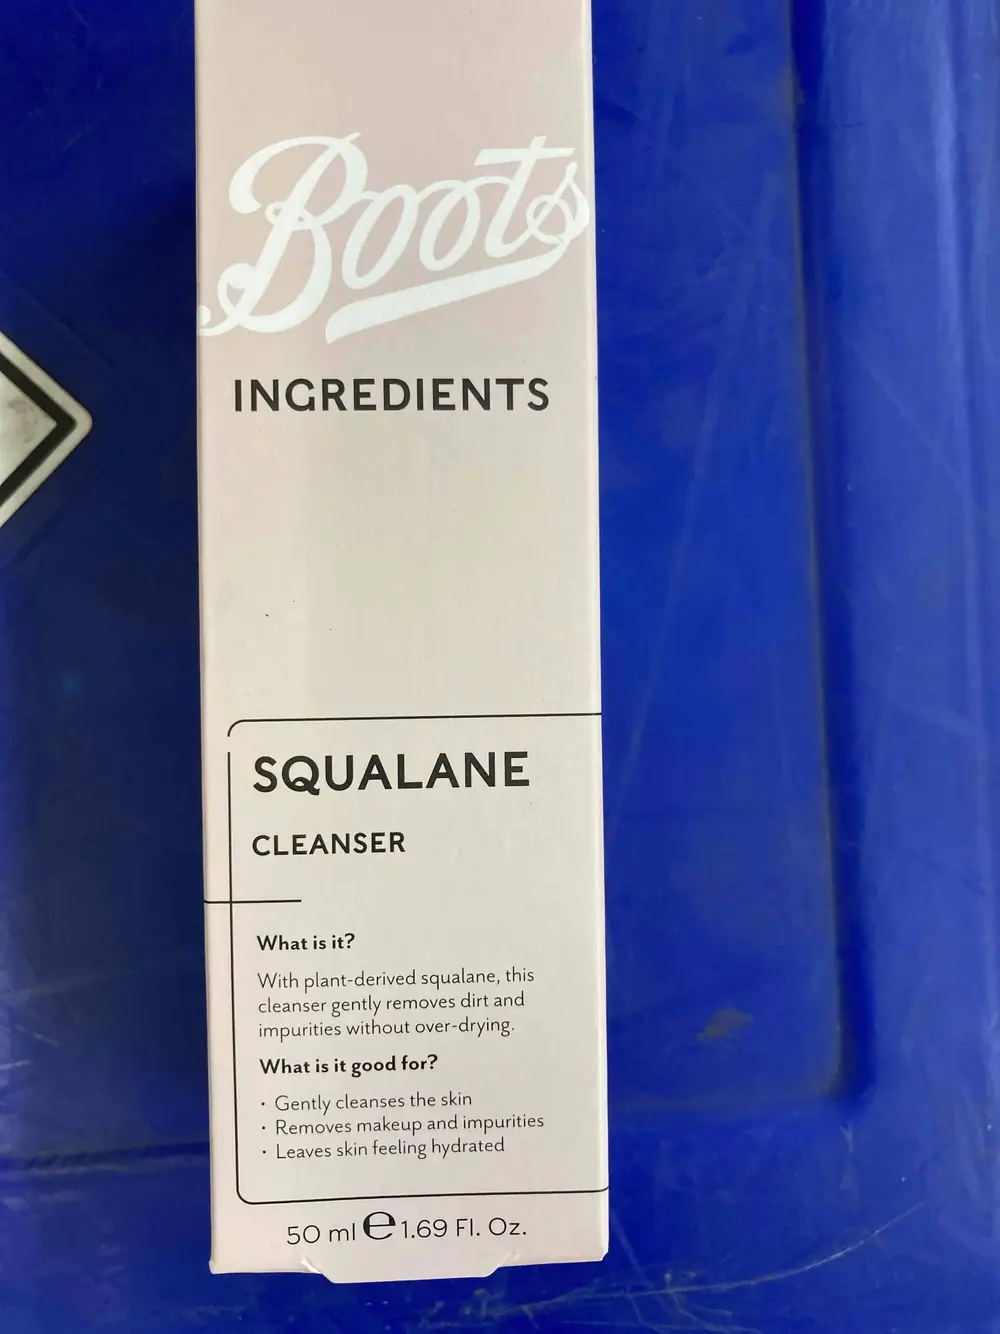 Boots
INGREDIENTS
SQUALANE
CLEANSER
What is it?
With plant-derived squalane, this
cleanser gently removes dirt and
impurities without over-drying.
What is it good for?
• Gently cleanses the skin
• Removes makeup and impurities
• Leaves skin feeling hydrated
50 ml ℮ 1.69 Fl. Oz.